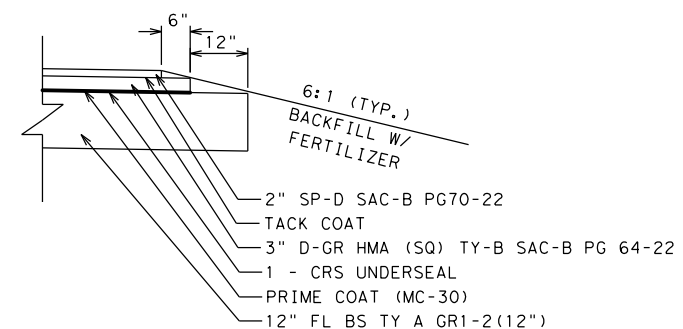 6"
12"
6:1 (TYP.)
BACKFILL W/
FERTILIZER
2" SP-D SAC-B PG70-22
TACK COAT
3" D-GR HMA (SQ) TY-B SAC-B PG 64-22
1 - CRS UNDERSEAL
PRIME COAT (MC-30)
12" FL BS TY A GR1-2(12")